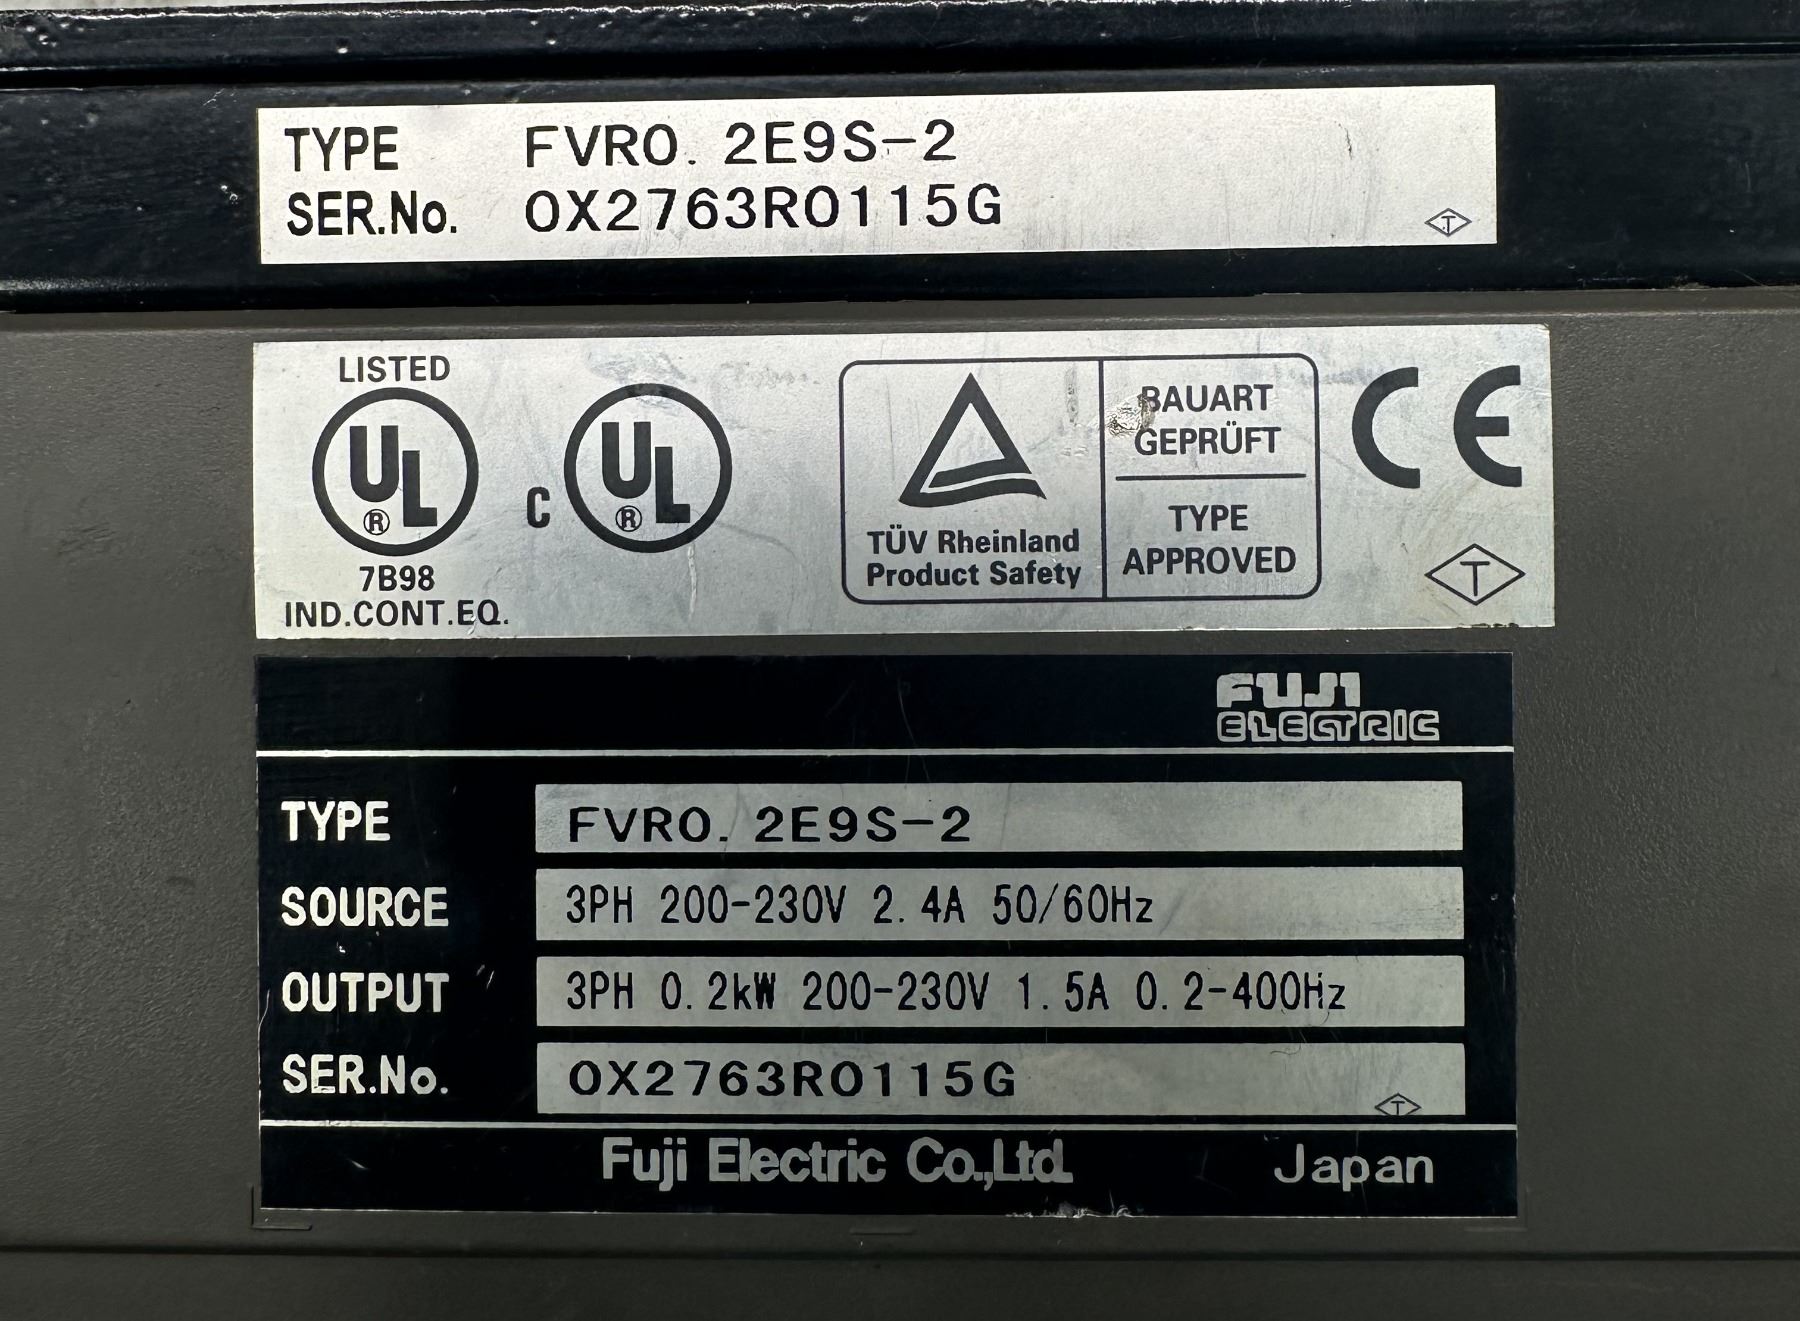 TYPE FVR0.2E9S-2
SER.No. 0X2763R0115G
T
LISTED
UL ®
C UL ®
7B98
IND.CONT.EQ.
TÜV Rheinland
Product Safety
BAUART
GEPRÜFT
TYPE
APPROVED
CE
T
FUJI
ELECTRIC
TYPE FVR0.2E9S-2
SOURCE 3PH 200-230V 2.4A 50/60Hz
OUTPUT 3PH 0.2kW 200-230V 1.5A 0.2-400Hz
SER.No. 0X2763R0115G
T
Fuji Electric Co.,Ltd. Japan